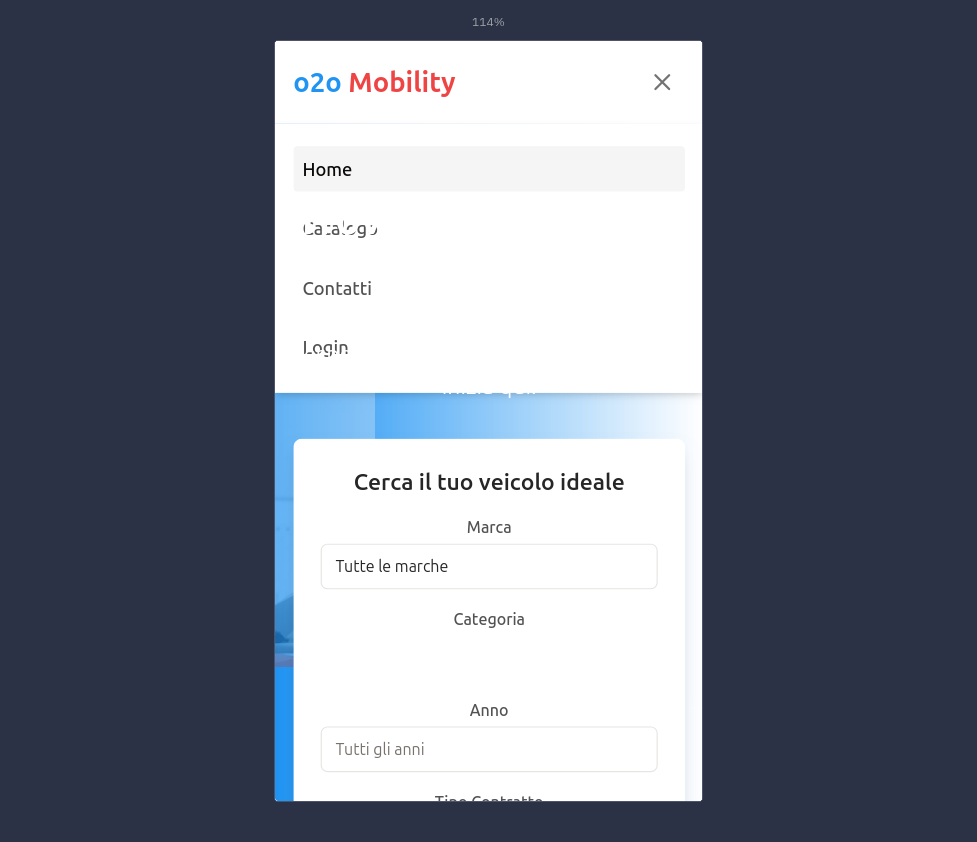 114%
o2o Mobility
Home
Catalogo
Contatti
Login
Cerca il tuo veicolo ideale
Marca
Tutte le marche
Categoria
Anno
Tutti gli anni
Tipo Contratto